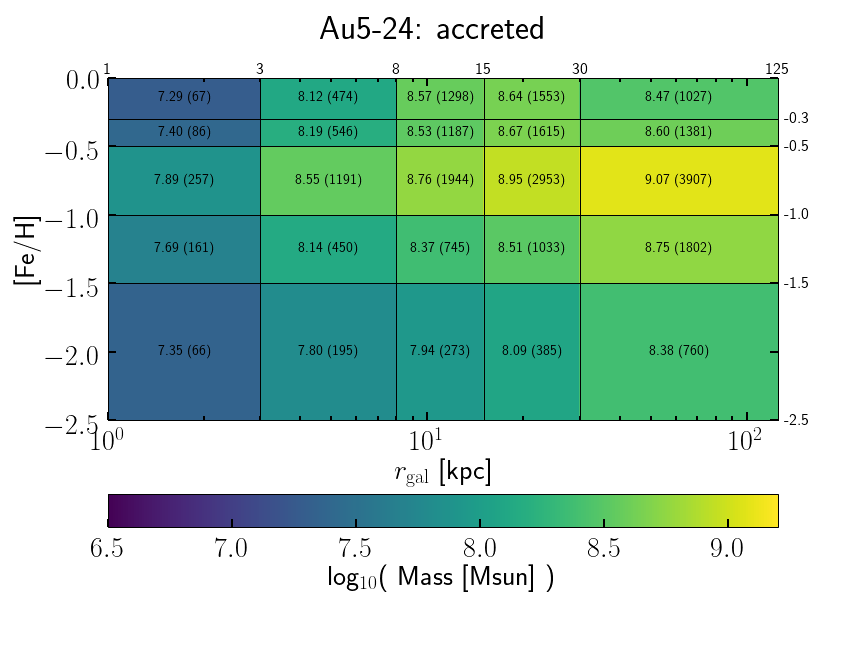 Au5-24: accreted
1 3 8 15 30 125
0.0
7.29 (67) 8.12 (474) 8.57 (1298) 8.64 (1553) 8.47 (1027)
-0.3
7.40 (86) 8.19 (546) 8.53 (1187) 8.67 (1615) 8.60 (1381)
−0.5 -0.5
7.89 (257) 8.55 (1191) 8.76 (1944) 8.95 (2953) 9.07 (3907)
−1.0 -1.0
[Fe/H]
7.69 (161) 8.14 (450) 8.37 (745) 8.51 (1033) 8.75 (1802)
−1.5 -1.5
7.35 (66) 7.80 (195) 7.94 (273) 8.09 (385) 8.38 (760)
−2.0
−2.5 -2.5
10⁰ 10¹ 10²
r_gal [kpc]
6.5 7.0 7.5 8.0 8.5 9.0
log₁₀( Mass [Msun] )